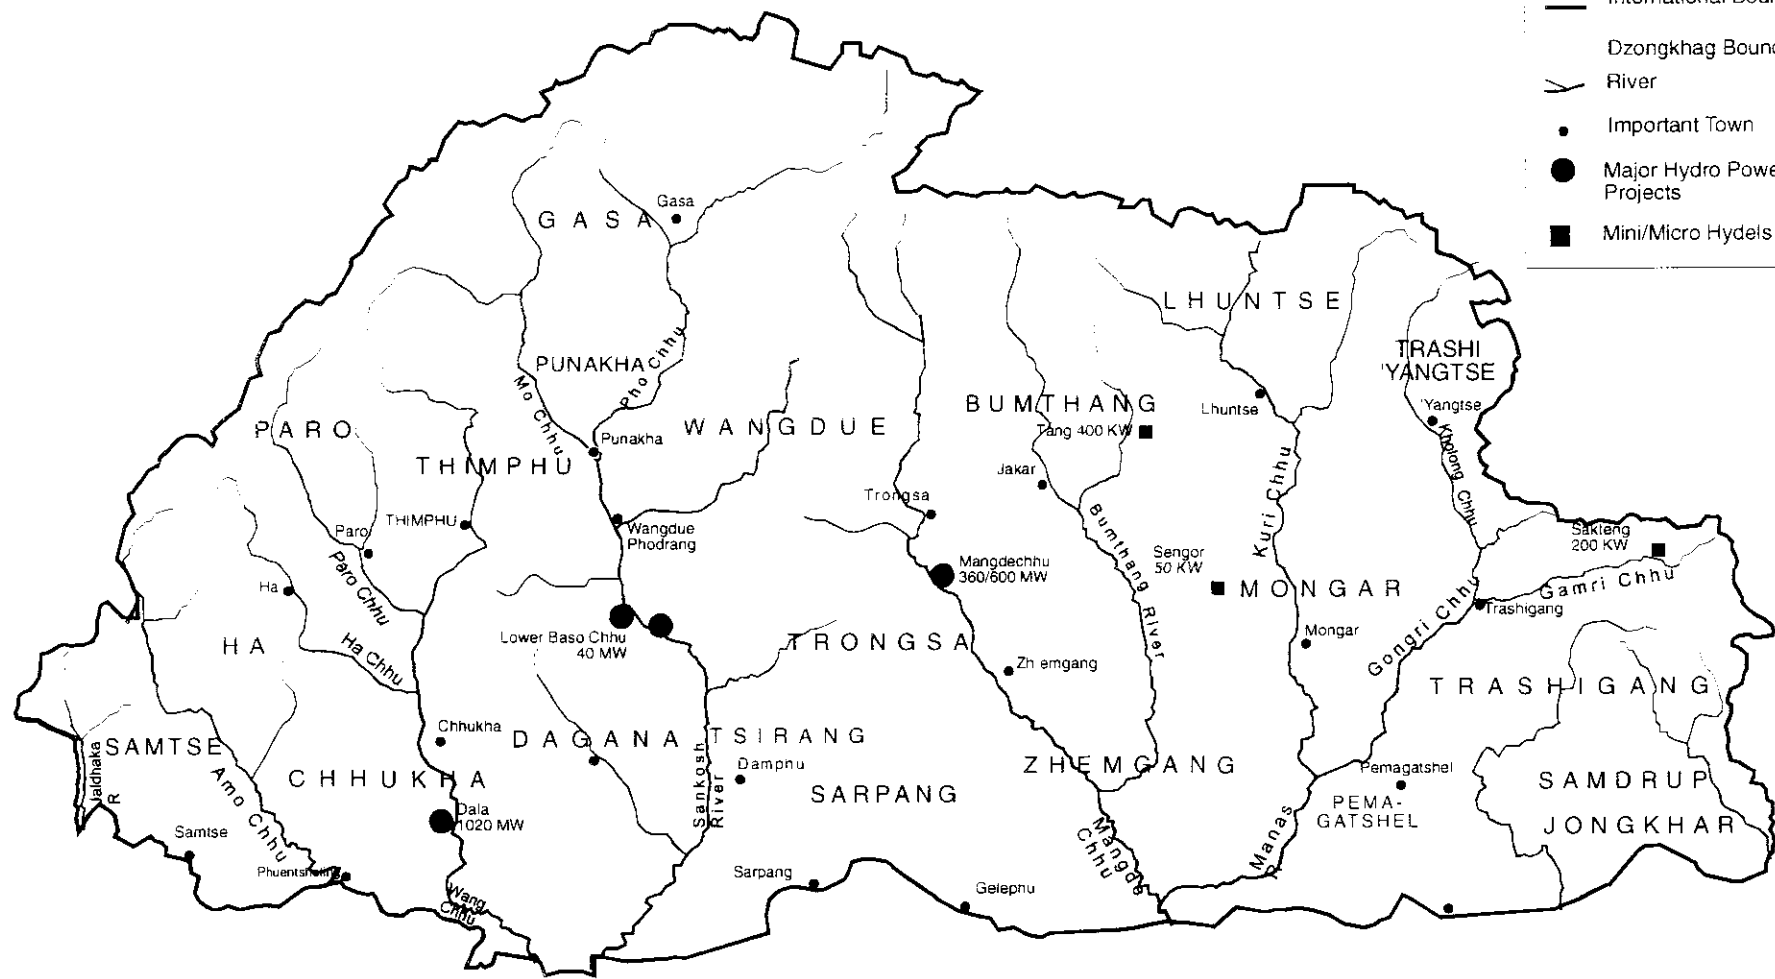 International Boun
Dzongkhag Bound
River
Important Town
Major Hydro Powe
Projects
Mini/Micro Hydels
Gasa
GASA
LHUNTSE
PUNAKHA
Mo Chhu
Pho Chhu
TRASHI
'YANGTSE
'Yangtse
Kholong Chhu
Lhuntse
BUMTHANG
Tang 400 KW
PARO
WANGDUE
Punakha
THIMPHU
Jakar
Kuri Chhu
Trongsa
THIMPHU
Wangdue
Phodrang
Paro
Paro Chhu
Bumthang River
Sakteng
200 KW
Sengor
50 KW
Mangdechhu
360/600 MW
Ha
MONGAR
Gamri Chhu
Trashigang
Gongri Chhu
Lower Baso Chhu
40 MW
TRONGSA
Mongar
HA
Ha Chhu
Zhemgang
TRASHIGANG
Chhukha
DAGANA
TSIRANG
SAMTSE
Jaldhaka
R
Amo Chhu
CHHUKHA
Sankosh
River
Damphu
ZHEMGANG
Pemagatshel
SARPANG
PEMA-
GATSHEL
SAMDRUP
JONGKHAR
Dala
1020 MW
Samtse
Mangde
Chhu
Manas
R
Phuentsholing
Sarpang
Gelephu
Wang
Chhu